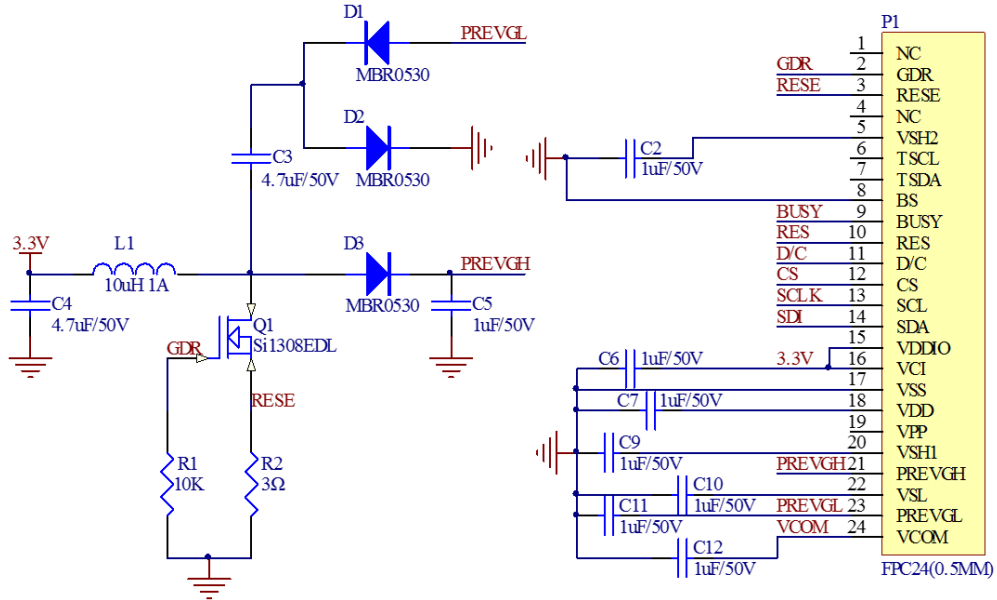 D1
PREVGL
MBR0530
D2
MBR0530
C3
4.7uF/50V
3.3V
L1
10uH 1A
D3
PREVGH
MBR0530
C4
4.7uF/50V
C5
1uF/50V
Q1
Si1308EDL
GDR
RESE
R1
10K
R2
3Ω
P1
1 NC
GDR 2 GDR
RESE 3 RESE
4 NC
5 VSH2
C2
1uF/50V
6 TSCL
7 TSDA
8 BS
BUSY 9 BUSY
RES 10 RES
D/C 11 D/C
CS 12 CS
SCLK 13 SCL
SDI 14 SDA
15 VDDIO
C6 1uF/50V 3.3V 16 VCI
17 VSS
C7 1uF/50V 18 VDD
19 VPP
C9 20 VSH1
1uF/50V
PREVGH 21 PREVGH
C10 22 VSL
1uF/50V
C11 PREVGL 23 PREVGL
1uF/50V
VCOM 24 VCOM
C12
1uF/50V
FPC24(0.5MM)